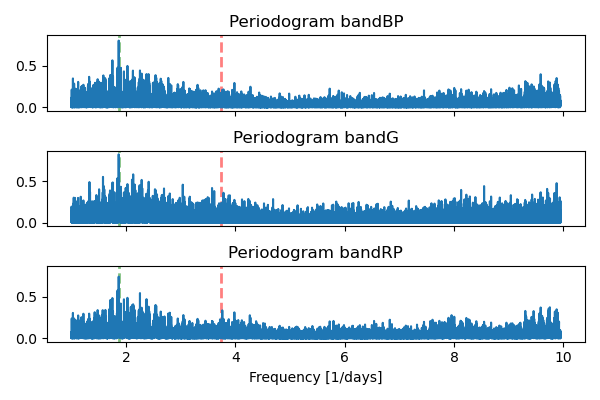 Periodogram bandBP
0.5
0.0
Periodogram bandG
0.5
0.0
Periodogram bandRP
0.5
0.0
2 4 6 8 10
Frequency [1/days]